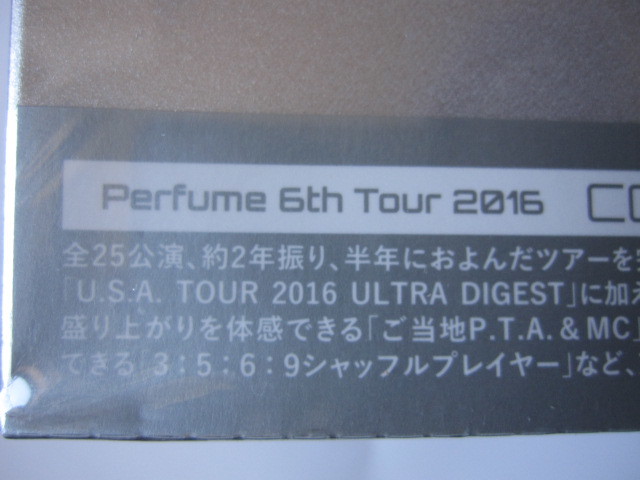 Perfume 6th Tour 2016 CO
全25公演、約2年振り、半年におよんだツアーを完
「U.S.A. TOUR 2016 ULTRA DIGEST」に加え
盛り上がりを体感できる「ご当地P.T.A.&MC」
できる「3:5:6:9シャッフルプレイヤー」など、